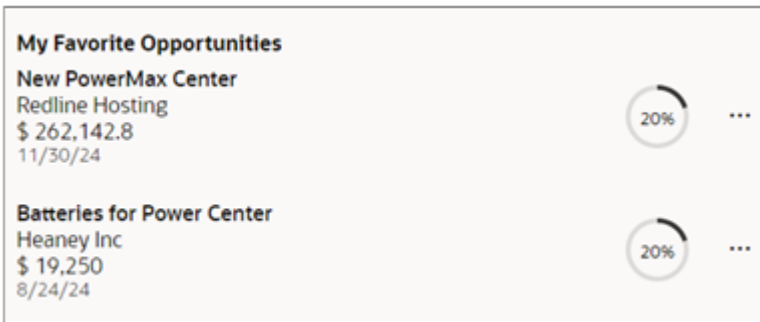 My Favorite Opportunities
New PowerMax Center
Redline Hosting
$ 262,142.8
11/30/24
20%
...
Batteries for Power Center
Heaney Inc
$ 19,250
8/24/24
20%
...